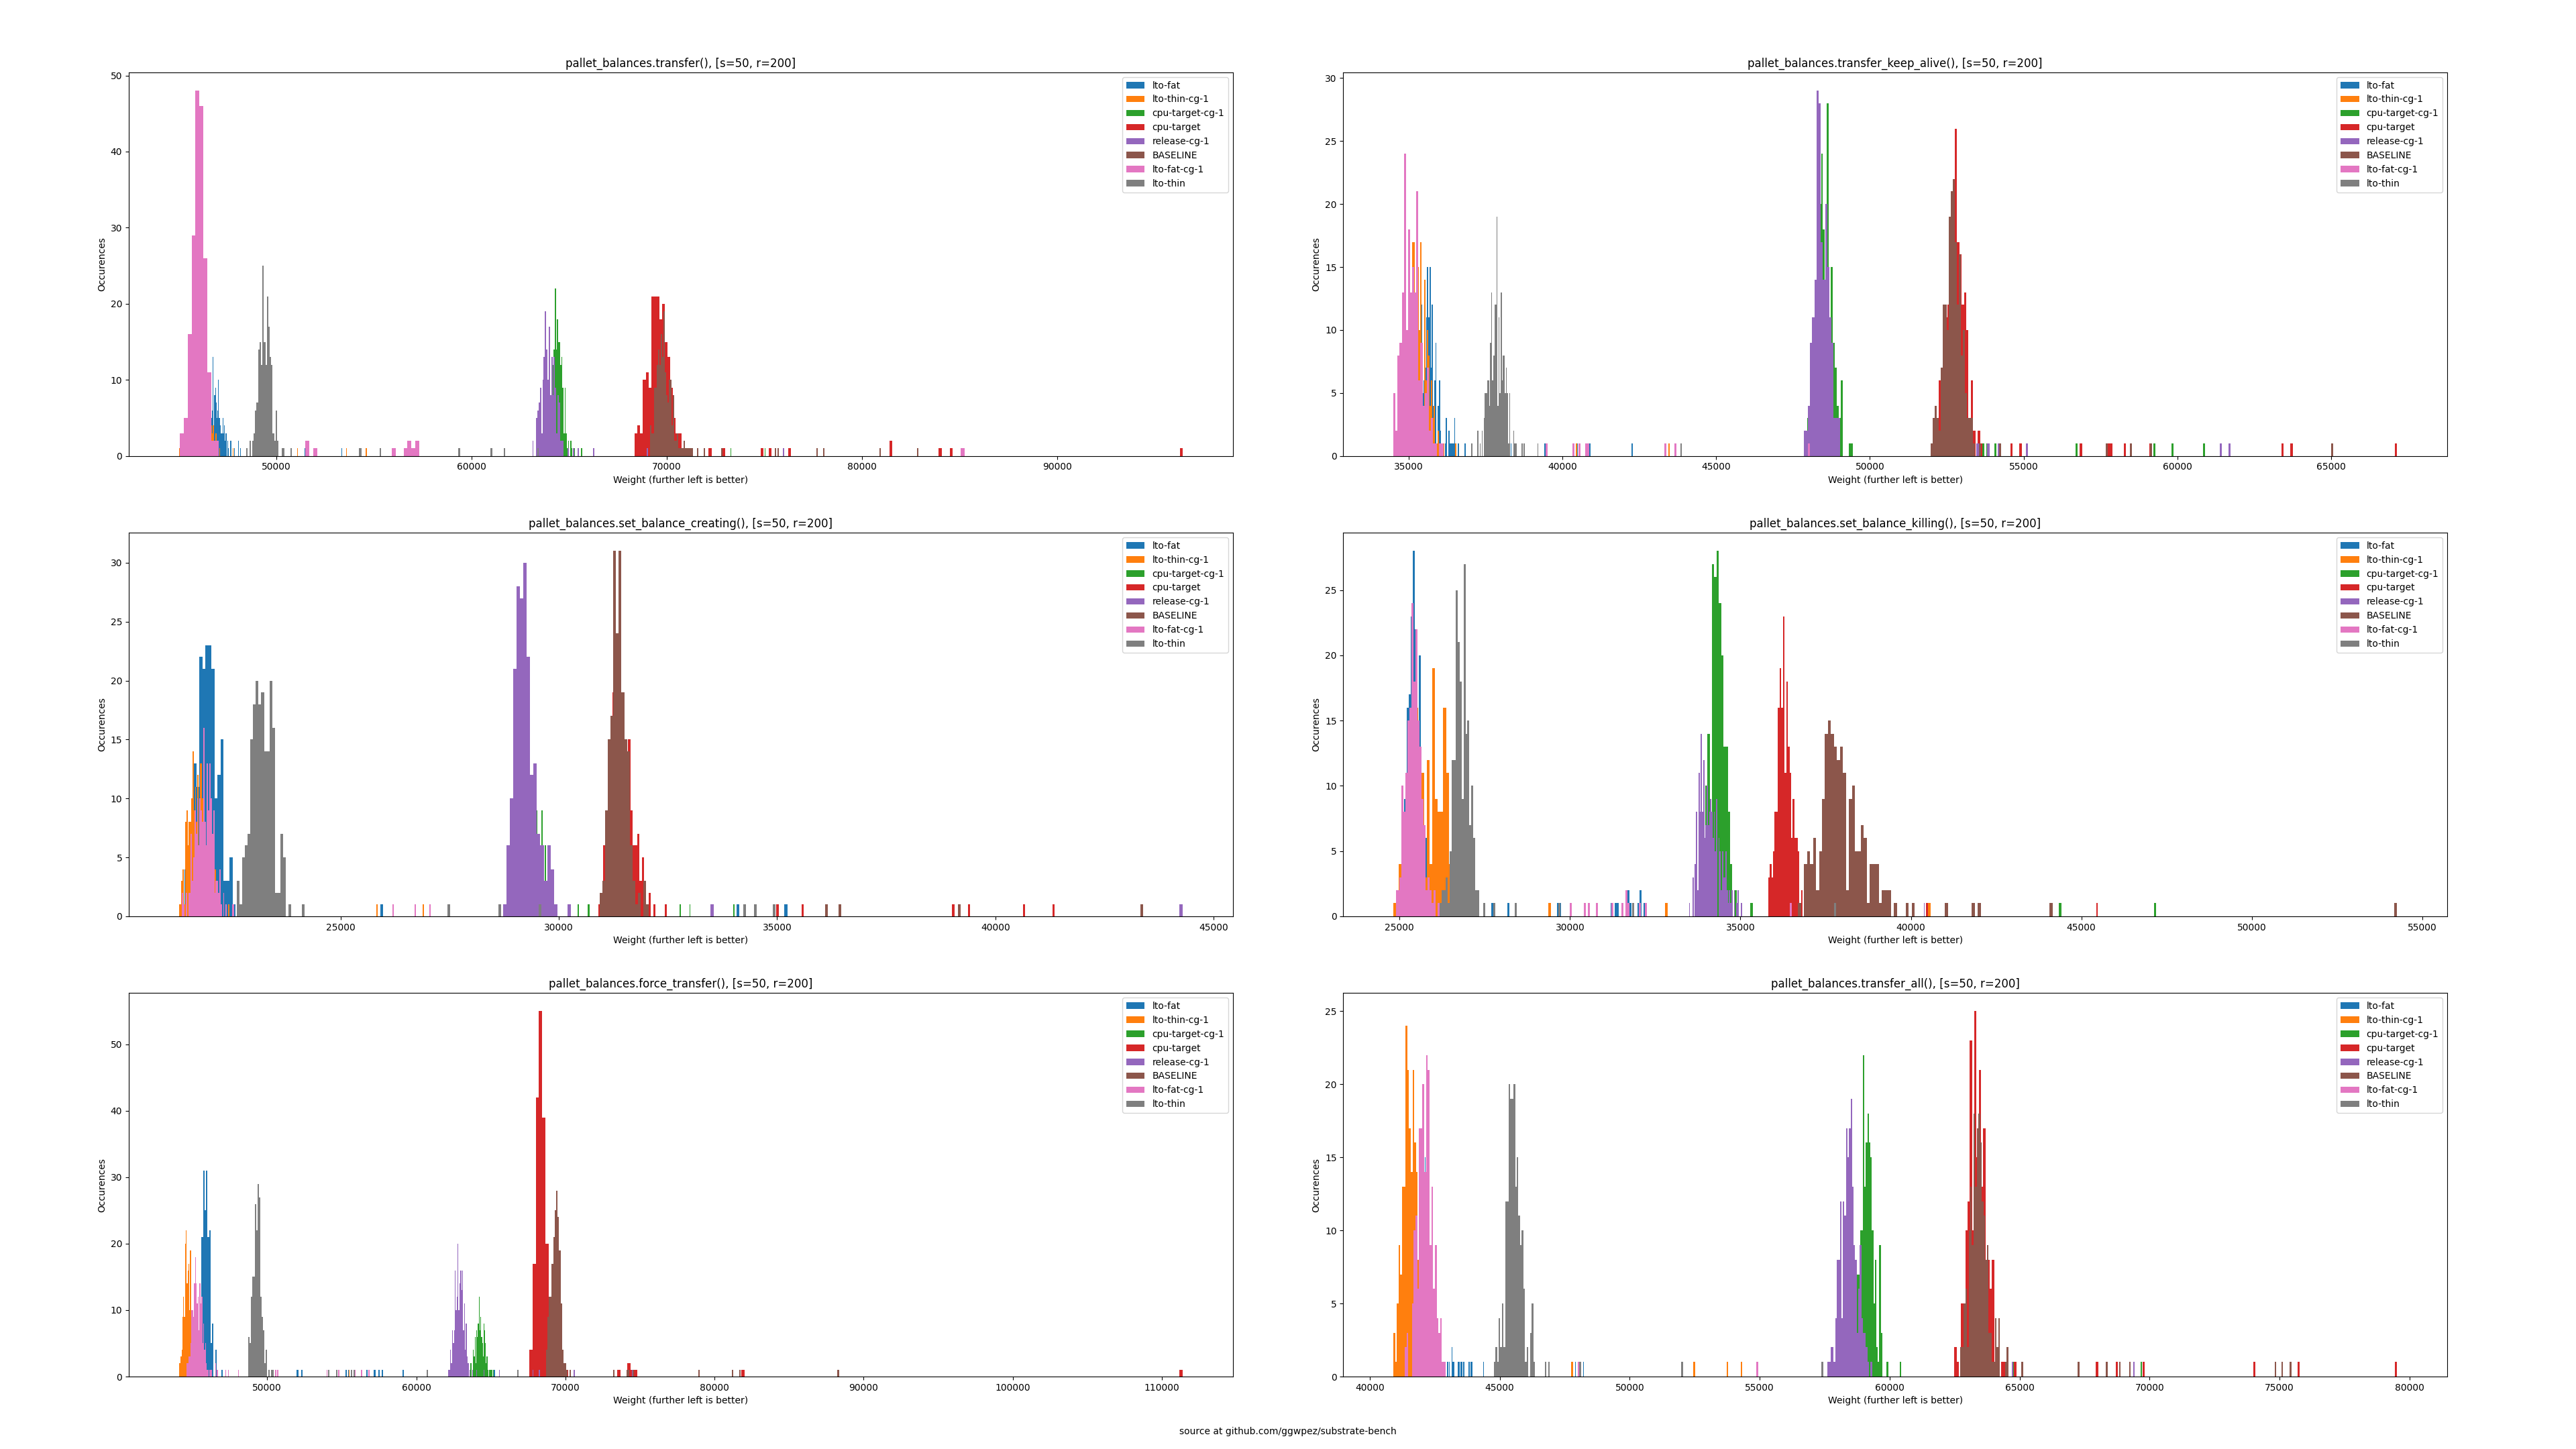 pallet_balances.transfer(), [s=50, r=200]
50
40
30
20
10
0
Occurences
50000 60000 70000 80000 90000
Weight (further left is better)
lto-fat
lto-thin-cg-1
cpu-target-cg-1
cpu-target
release-cg-1
BASELINE
lto-fat-cg-1
lto-thin
pallet_balances.transfer_keep_alive(), [s=50, r=200]
30
25
20
15
10
5
0
Occurences
35000 40000 45000 50000 55000 60000 65000
Weight (further left is better)
lto-fat
lto-thin-cg-1
cpu-target-cg-1
cpu-target
release-cg-1
BASELINE
lto-fat-cg-1
lto-thin
pallet_balances.set_balance_creating(), [s=50, r=200]
30
25
20
15
10
5
0
Occurences
25000 30000 35000 40000 45000
Weight (further left is better)
lto-fat
lto-thin-cg-1
cpu-target-cg-1
cpu-target
release-cg-1
BASELINE
lto-fat-cg-1
lto-thin
pallet_balances.set_balance_killing(), [s=50, r=200]
25
20
15
10
5
0
Occurences
25000 30000 35000 40000 45000 50000 55000
Weight (further left is better)
lto-fat
lto-thin-cg-1
cpu-target-cg-1
cpu-target
release-cg-1
BASELINE
lto-fat-cg-1
lto-thin
pallet_balances.force_transfer(), [s=50, r=200]
50
40
30
20
10
0
Occurences
50000 60000 70000 80000 90000 100000 110000
Weight (further left is better)
lto-fat
lto-thin-cg-1
cpu-target-cg-1
cpu-target
release-cg-1
BASELINE
lto-fat-cg-1
lto-thin
pallet_balances.transfer_all(), [s=50, r=200]
25
20
15
10
5
0
Occurences
40000 45000 50000 55000 60000 65000 70000 75000 80000
Weight (further left is better)
lto-fat
lto-thin-cg-1
cpu-target-cg-1
cpu-target
release-cg-1
BASELINE
lto-fat-cg-1
lto-thin
source at github.com/ggwpez/substrate-bench